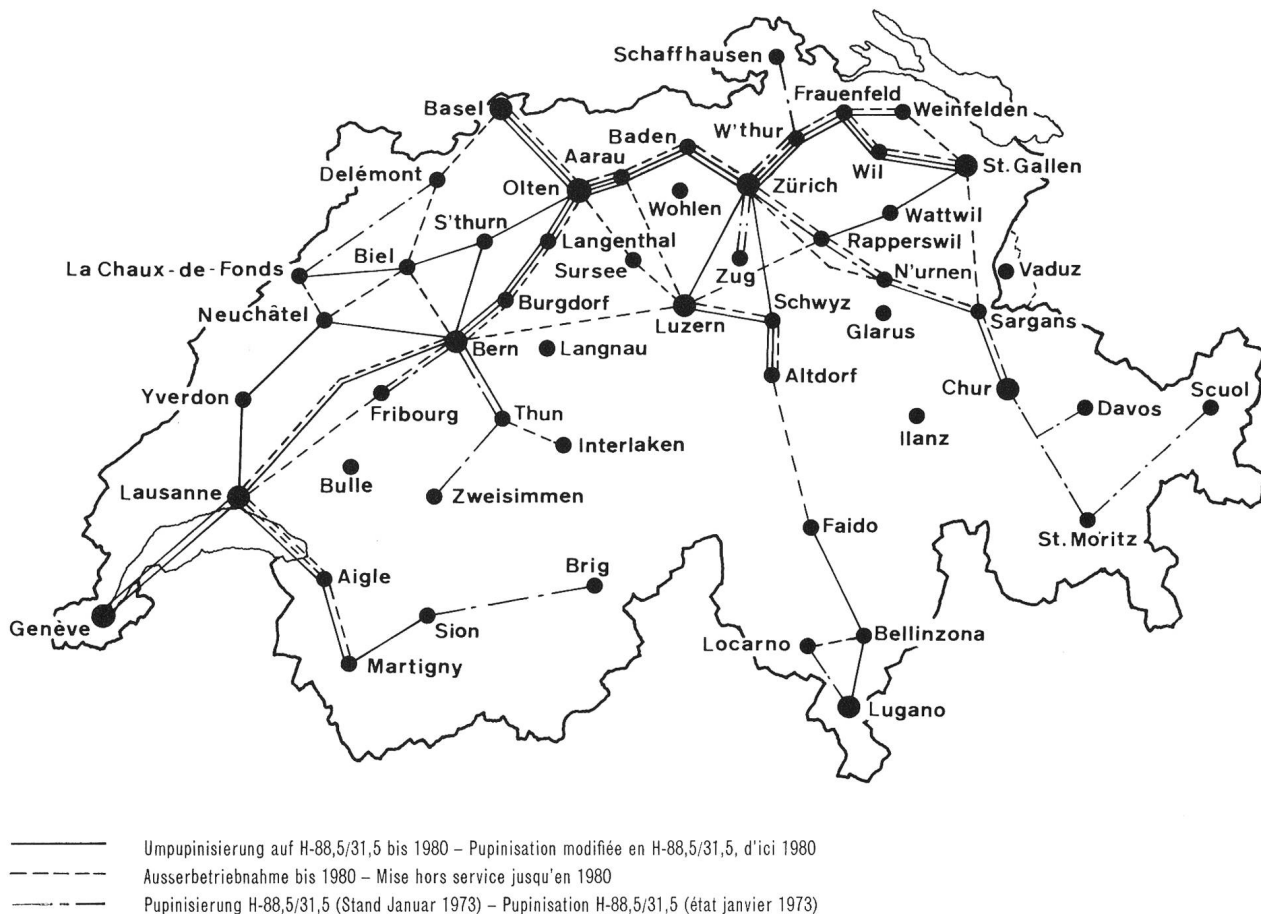 Schaffhausen
Frauenfeld
Basel
Weinfelden
Baden
W'thur
Aarau
Delémont
Wil
St. Gallen
Olten
Zürich
Wohlen
Wattwil
S'thurn
Langenthal
Rapperswil
La Chaux-de-Fonds
Biel
Sursee
Zug
N'urnen
Vaduz
Burgdorf
Schwyz
Neuchâtel
Luzern
Glarus
Sargans
Bern
Langnau
Altdorf
Yverdon
Chur
Scuol
Fribourg
Thun
Davos
Ilanz
Interlaken
Bulle
Lausanne
Zweisimmen
Faido
St. Moritz
Aigle
Brig
Genève
Sion
Bellinzona
Locarno
Martigny
Lugano
Umpupinisierung auf H-88,5/31,5 bis 1980 – Pupinisation modifiée en H-88,5/31,5, d'ici 1980
Ausserbetriebnahme bis 1980 – Mise hors service jusqu'en 1980
Pupinisierung H-88,5/31,5 (Stand Januar 1973) – Pupinisation H-88,5/31,5 (état janvier 1973)